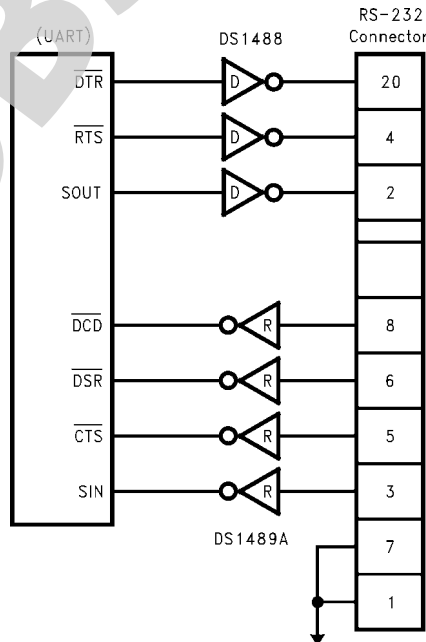 RS-232
(UART) DS1488 Connector
DTR D 20
RTS D 4
SOUT D 2
DCD R 8
DSR R 6
CTS R 5
SIN R 3
DS1489A
7
1